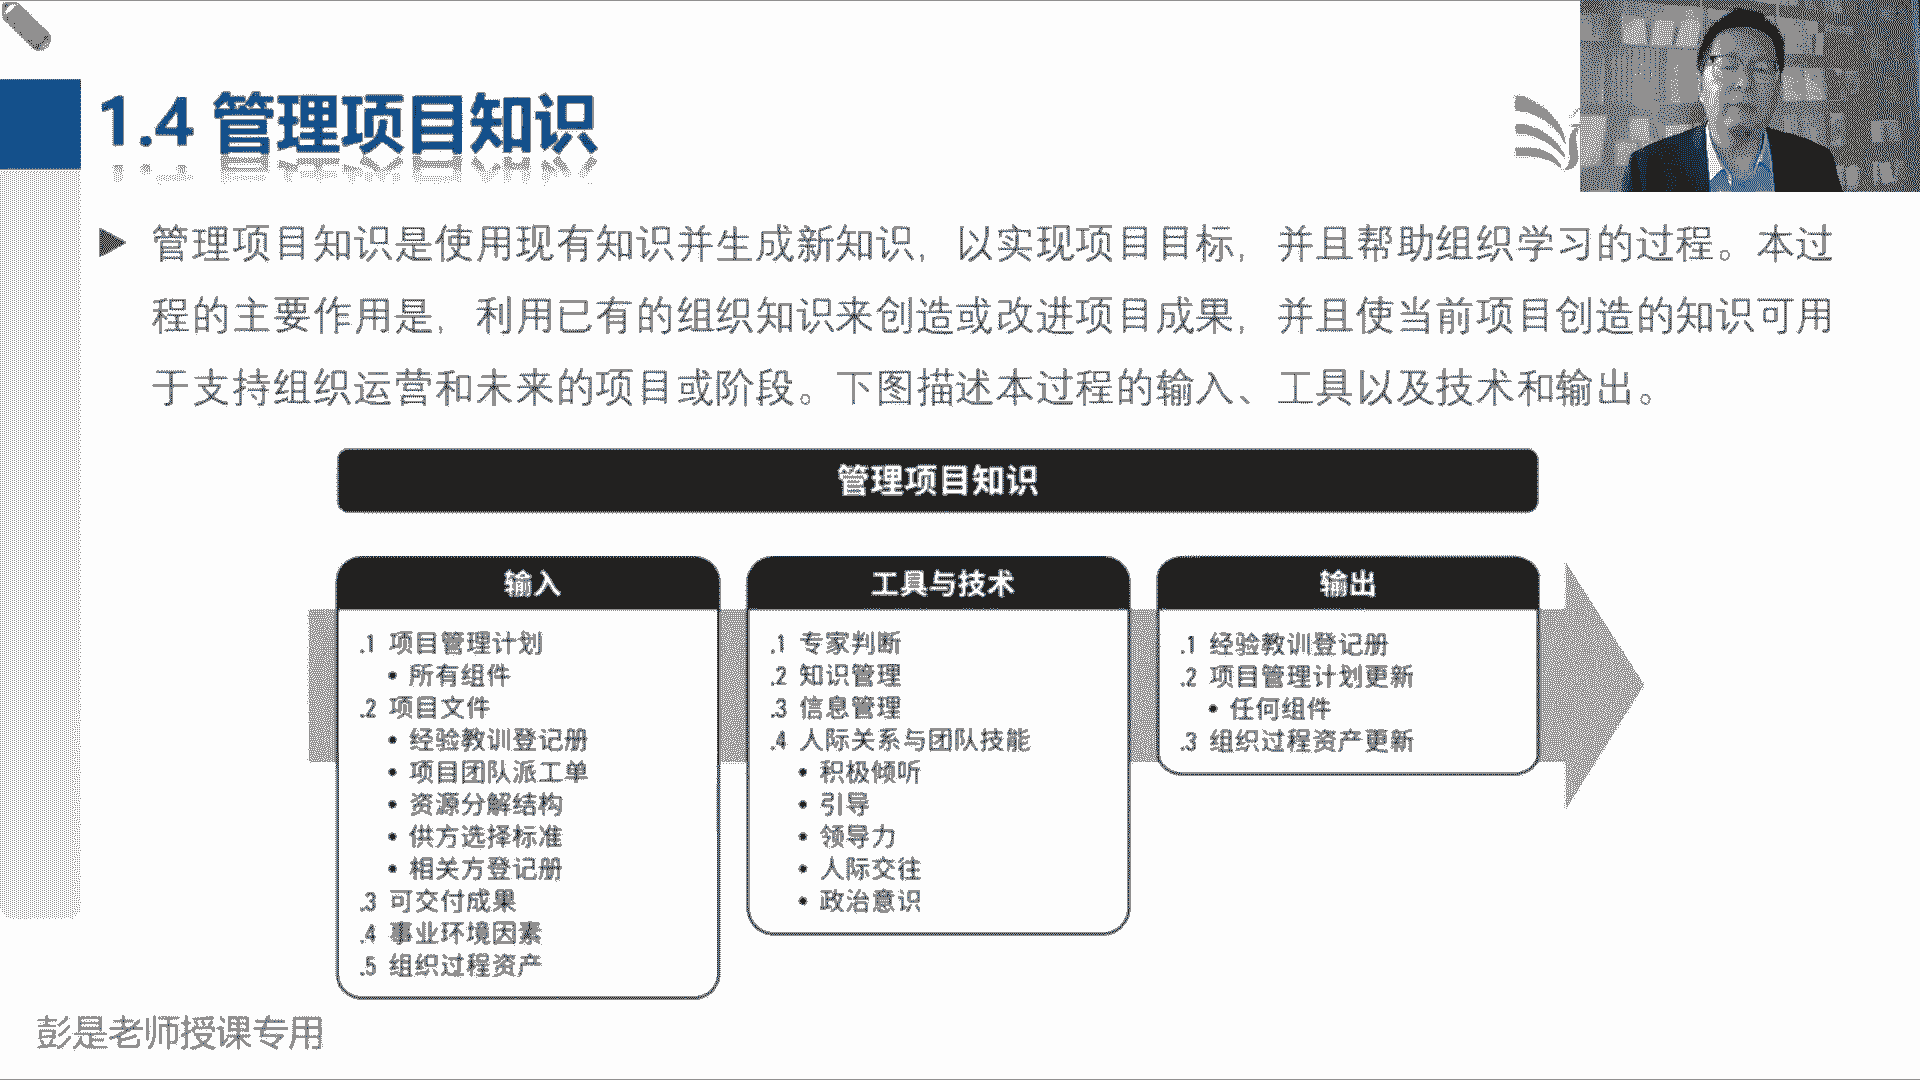 1.4 管理项目知识
管理项目知识是使用现有知识并生成新知识，以实现项目目标，并且帮助组织学习的过程。本过
程的主要作用是，利用已有的组织知识来创造或改进项目成果，并且使当前项目创造的知识可用
于支持组织运营和未来的项目或阶段。下图描述本过程的输入、工具以及技术和输出。
管理项目知识
输入
.1 项目管理计划
• 所有组件
.2 项目文件
• 经验教训登记册
• 项目团队派工单
• 资源分解结构
• 供方选择标准
• 相关方登记册
.3 可交付成果
.4 事业环境因素
.5 组织过程资产
工具与技术
.1 专家判断
.2 知识管理
.3 信息管理
.4 人际关系与团队技能
• 积极倾听
• 引导
• 领导力
• 人际交往
• 政治意识
输出
.1 经验教训登记册
.2 项目管理计划更新
• 任何组件
.3 组织过程资产更新
彭是老师授课专用